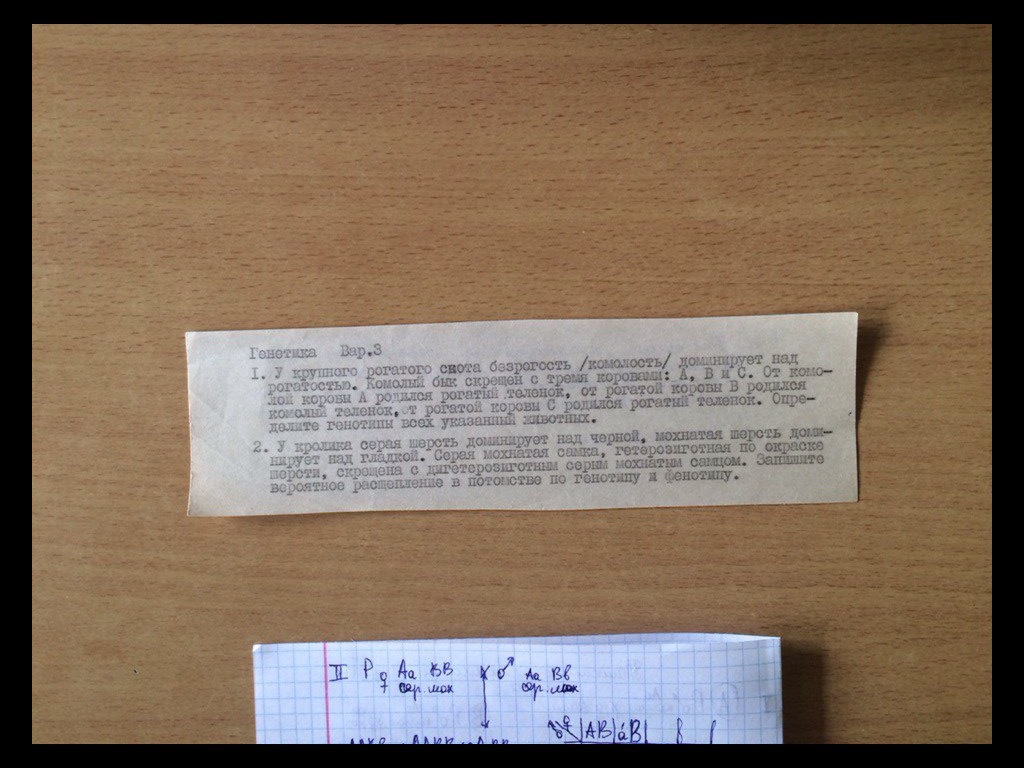 Генетика Вар.3
1. У крупного рогатого скота безрогость /комолость/ доминирует над
рогатостью. Комолый бык скрещен с тремя коровами: А, В и С. От комо-
лой коровы А родился рогатый теленок, от рогатой коровы В родился
комолый теленок, от рогатой коровы С родился рогатый теленок. Опре-
делите генотипы всех указанный животных.
2. У кролика серая шерсть доминирует над черной, мохнатая шерсть доми-
нирует над гладкой. Серая мохнатая самка, гетерозиготная по окраске
шерсти, скрещена с дигетерозиготным серым мохнатым самцом. Запишите
вероятное расщепление в потомстве по генотипу и фенотипу.
II P ♀ Aa BB x ♂ Aa Bb
сер. мох сер. мох
♀ AB aB
♂